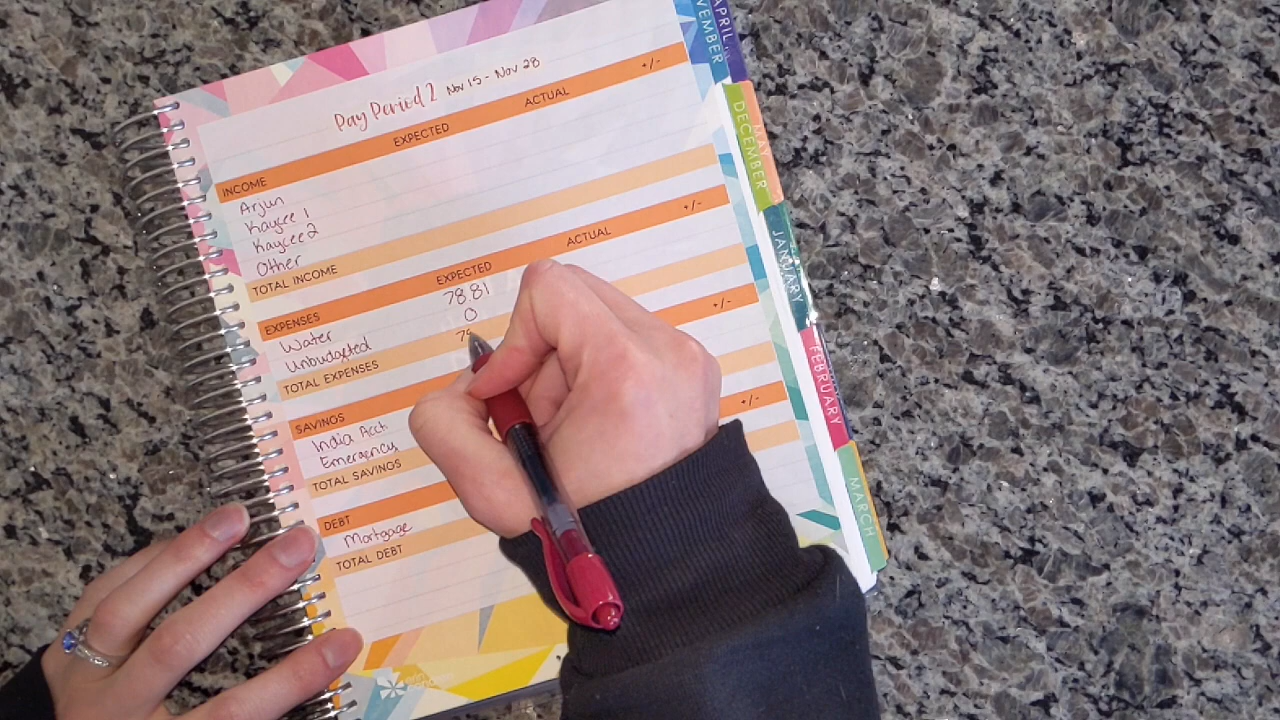 Pay Period 2 Nov 15 - Nov 28
INCOME EXPECTED ACTUAL +/-
Arjun
Kaycee 1
Kaycee 2
Other
TOTAL INCOME
EXPENSES EXPECTED ACTUAL +/-
Water 78.81
Unbudgeted 0
TOTAL EXPENSES
SAVINGS +/-
India Acct
Emergency
TOTAL SAVINGS
DEBT +/-
Mortgage
TOTAL DEBT
APRIL
MAY
DECEMBER
JANUARY
FEBRUARY
MARCH